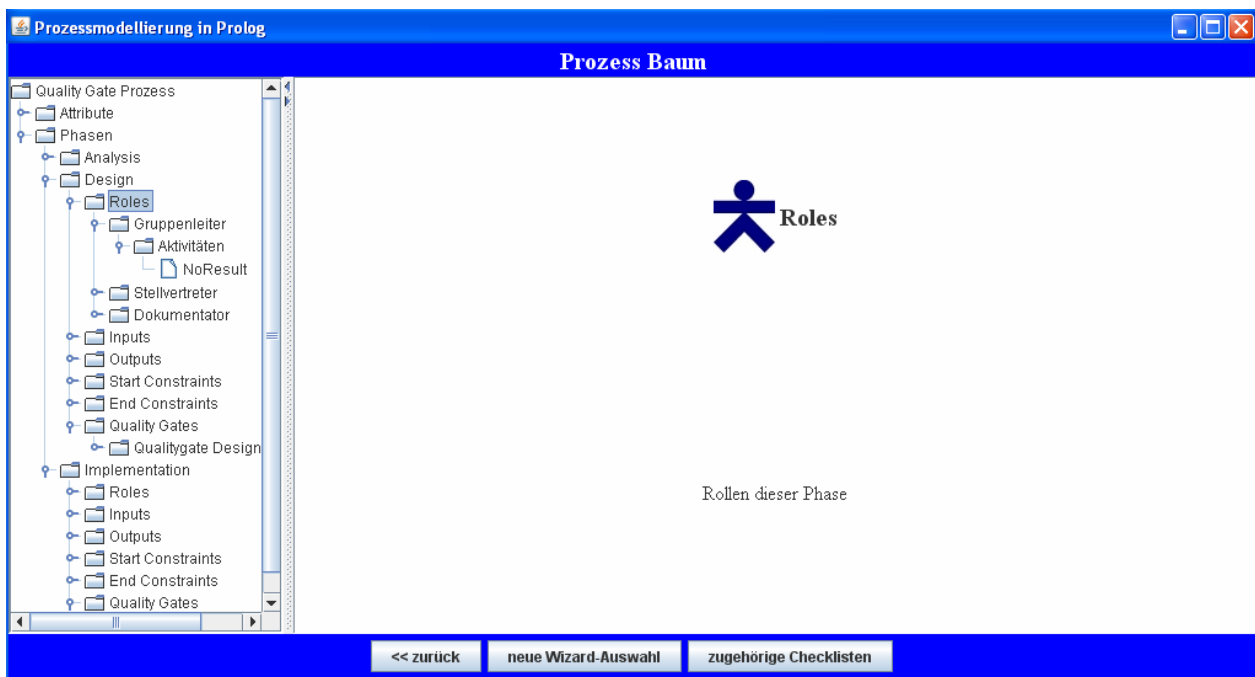 Prozessmodellierung in Prolog
Prozess Baum
Quality Gate Prozess
Attribute
Phasen
Analysis
Design
Roles
Gruppenleiter
Aktivitäten
NoResult
Stellvertreter
Dokumentator
Inputs
Outputs
Start Constraints
End Constraints
Quality Gates
Qualitygate Design
Implementation
Roles
Inputs
Outputs
Start Constraints
End Constraints
Quality Gates
Roles
Rollen dieser Phase
<< zurück
neue Wizard-Auswahl
zugehörige Checklisten